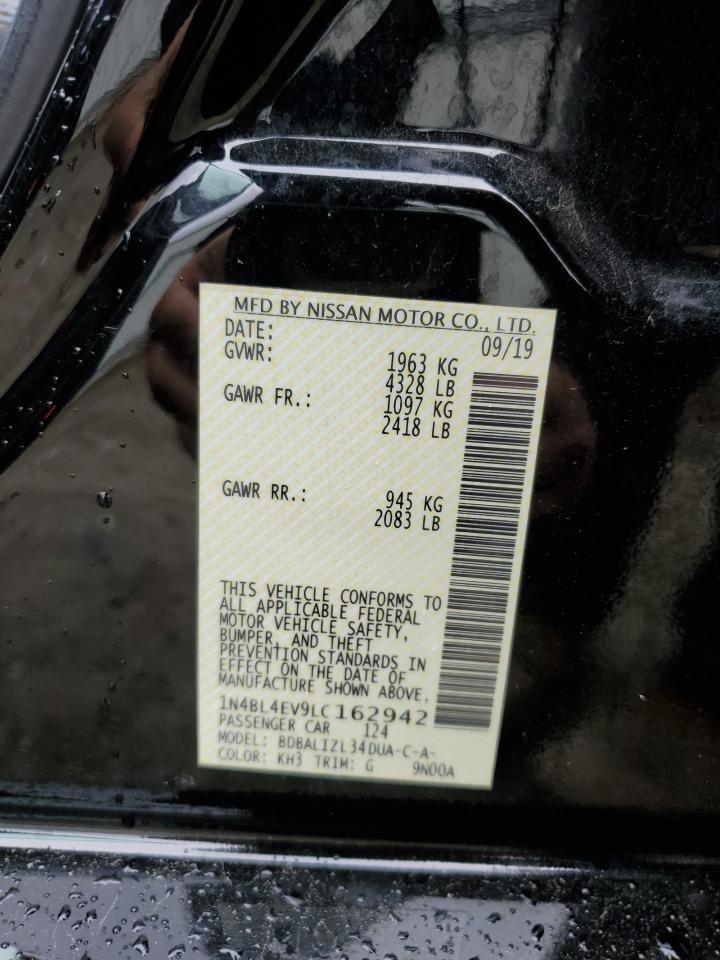 MFD BY NISSAN MOTOR CO., LTD.
DATE: 09/19
GVWR: 1963 KG
4328 LB
GAWR FR.: 1097 KG
2418 LB
GAWR RR.: 945 KG
2083 LB
THIS VEHICLE CONFORMS TO
ALL APPLICABLE FEDERAL
MOTOR VEHICLE SAFETY,
BUMPER, AND THEFT
PREVENTION STANDARDS IN
EFFECT ON THE DATE OF
MANUFACTURE SHOWN ABOVE.
1N4BL4EV9LC162942
PASSENGER CAR 124
MODEL: BDBALIZL34DUA-C-A-
COLOR: KH3 TRIM: G 9N00A